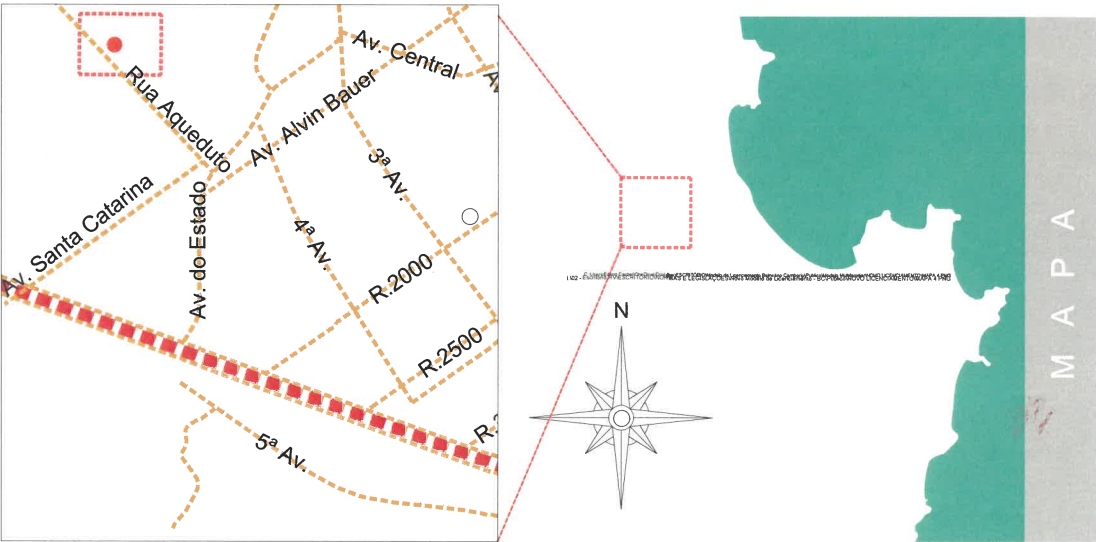 Av. Central
Rua Aqueduto
Av. Alvin Bauer
3ª Av.
Av. Santa Catarina
Av. do Estado
4ª Av.
R.2000
R.2500
5ª Av.
N
MAPA